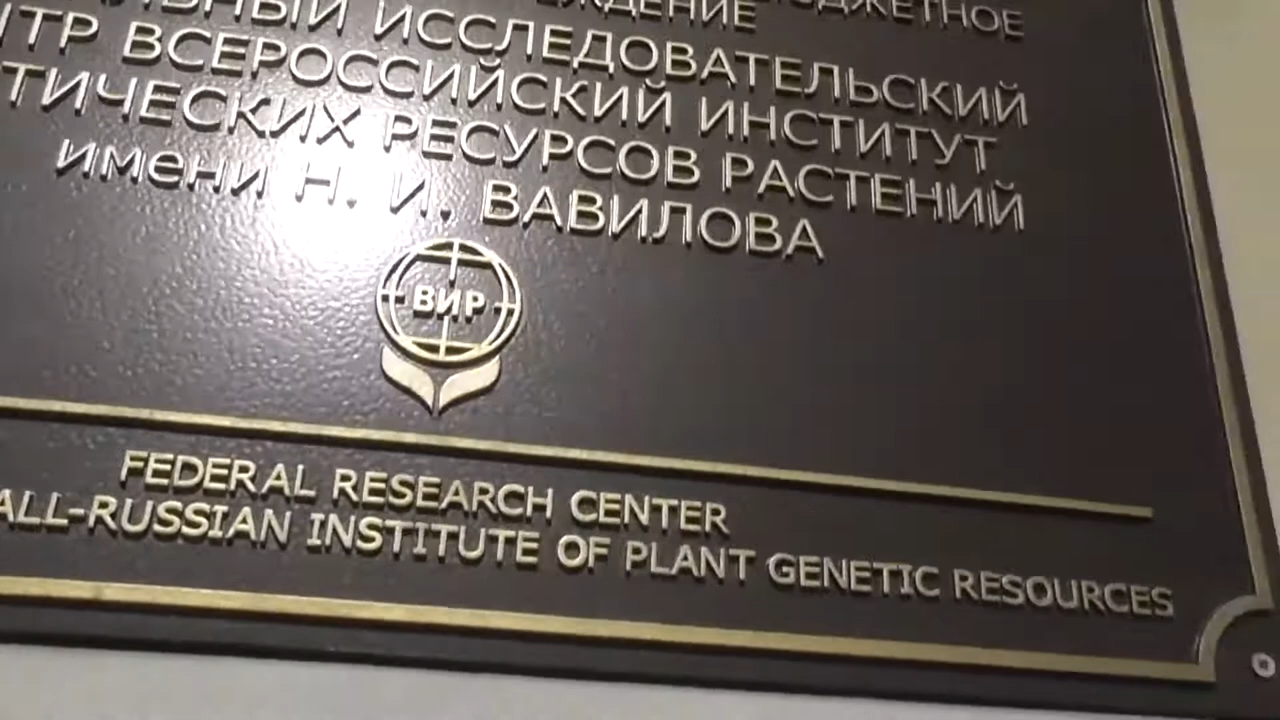 ЬНЫЙ ИССЛЕДОВАТЕЛЬСКИЙ
НТР ВСЕРОССИЙСКИЙ ИНСТИТУТ
ТИЧЕСКИХ РЕСУРСОВ РАСТЕНИЙ
имени Н. И. ВАВИЛОВА
ВИР
FEDERAL RESEARCH CENTER
ALL-RUSSIAN INSTITUTE OF PLANT GENETIC RESOURCES